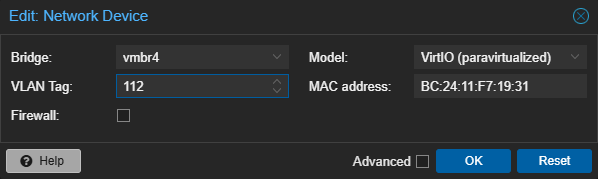 Edit: Network Device
Bridge: vmbr4 Model: VirtIO (paravirtualized)
VLAN Tag: 112 MAC address: BC:24:11:F7:19:31
Firewall:
? Help Advanced OK Reset